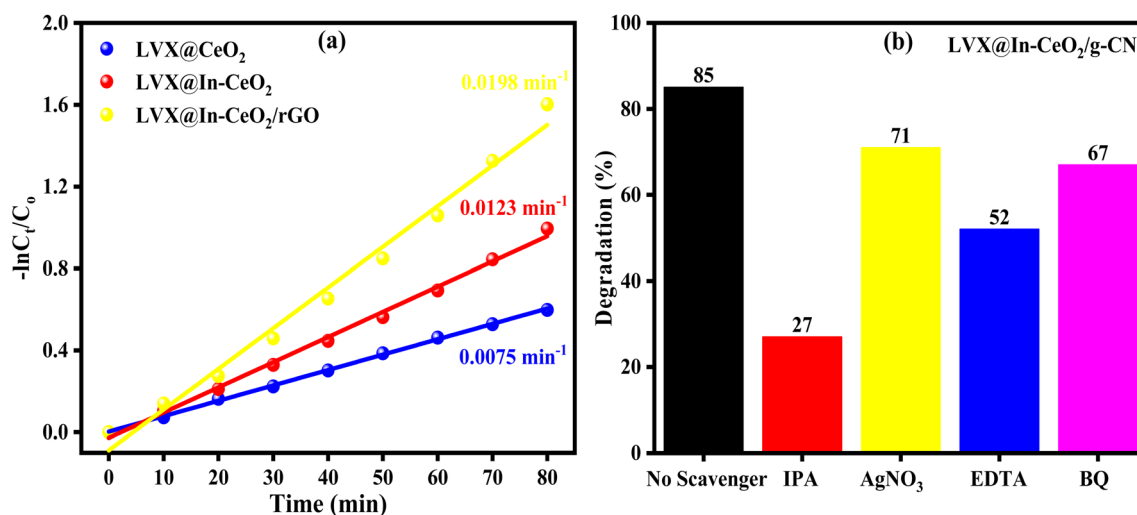 (a)
LVX@CeO₂
LVX@In-CeO₂
LVX@In-CeO₂/rGO
0.0198 min⁻¹
0.0123 min⁻¹
0.0075 min⁻¹
2.0
1.6
1.2
0.8
0.4
0.0
-lnCₜ/Cₒ
0 10 20 30 40 50 60 70 80
Time (min)
(b)
LVX@In-CeO₂/g-CN
100
80
60
40
20
0
Degradation (%)
85
27
71
52
67
No Scavenger IPA AgNO₃ EDTA BQ